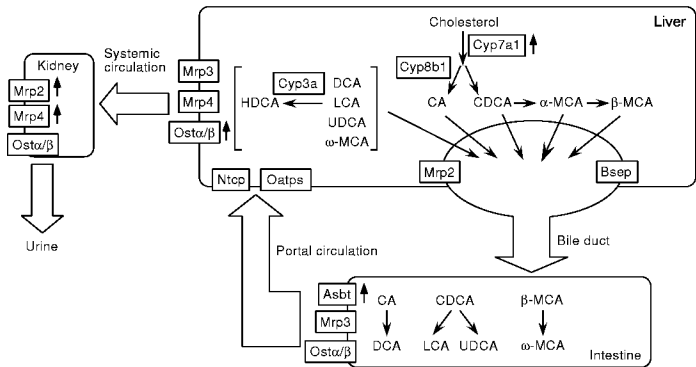 Cholesterol
Liver
Cyp7a1
Cyp8b1
Systemic
circulation
Kidney
Mrp2
Mrp4
Ostα/β
Urine
Mrp3
Mrp4
Ostα/β
Cyp3a
HDCA
DCA
LCA
UDCA
ω-MCA
CA
CDCA
α-MCA
β-MCA
Ntcp
Oatps
Mrp2
Bsep
Portal circulation
Bile duct
Asbt
Mrp3
Ostα/β
CA
CDCA
β-MCA
DCA
LCA
UDCA
ω-MCA
Intestine